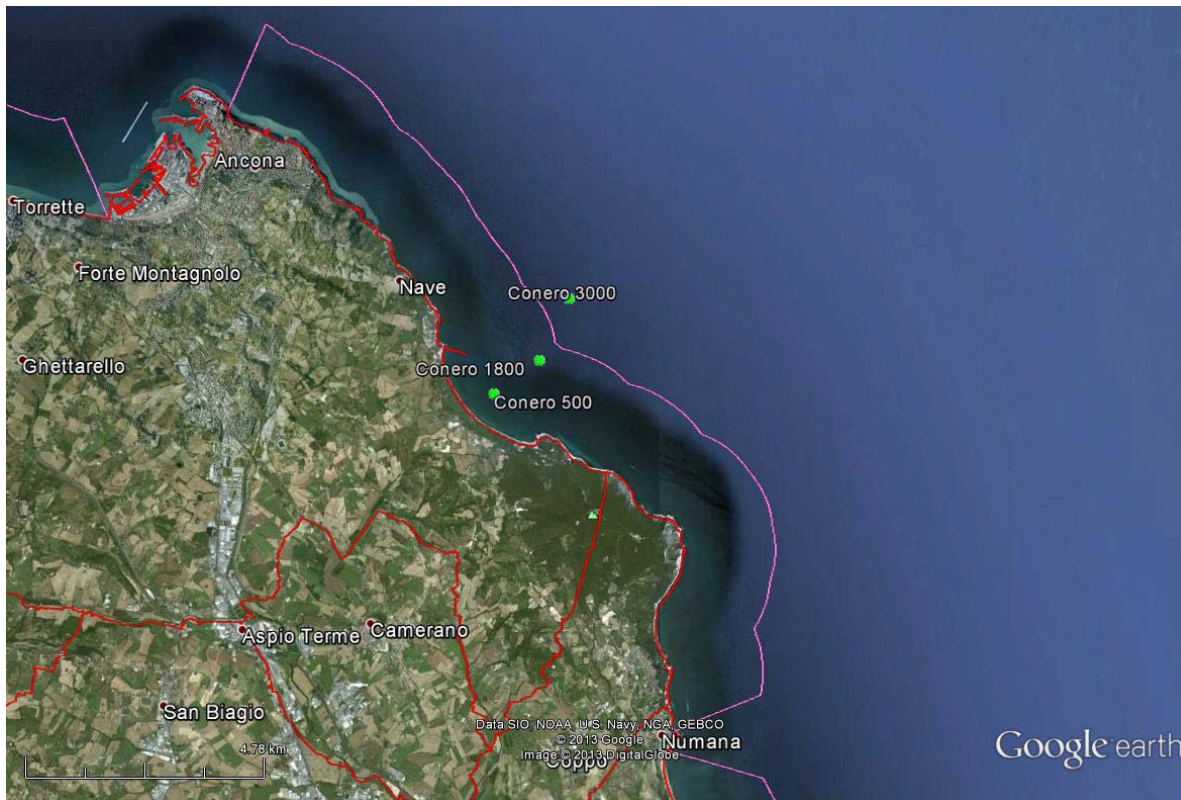 Ancona
Torrette
Forte Montagnolo
Nave
Conero 3000
Ghettarello
Conero 1800
Conero 500
Camerano
Aspio Terme
San Biagio
Data SIO, NOAA, U.S. Navy, NGA, GEBCO
© 2013 Google
Image © 2013 DigitalGlobe
Numana
Coppo
4.78 km
Google earth